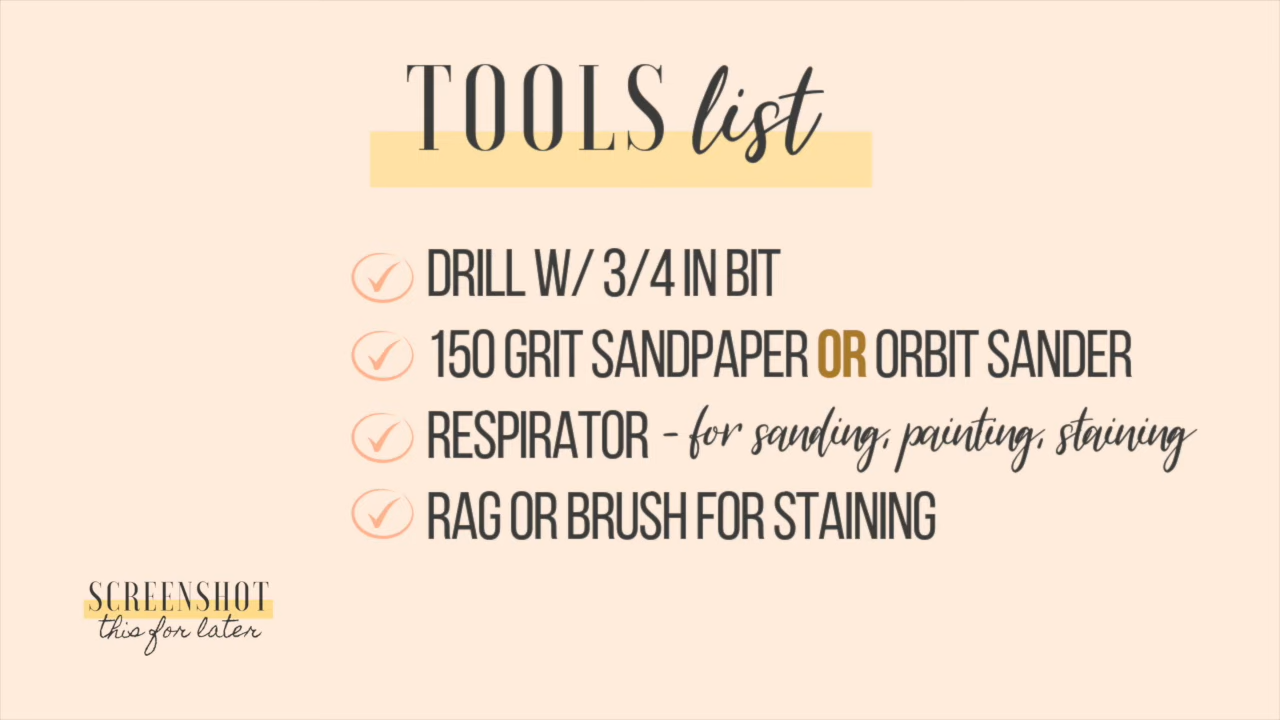 TOOLS list
DRILL W/ 3/4 IN BIT
150 GRIT SANDPAPER OR ORBIT SANDER
RESPIRATOR - for sanding, painting, staining
RAG OR BRUSH FOR STAINING
SCREENSHOT
this for later